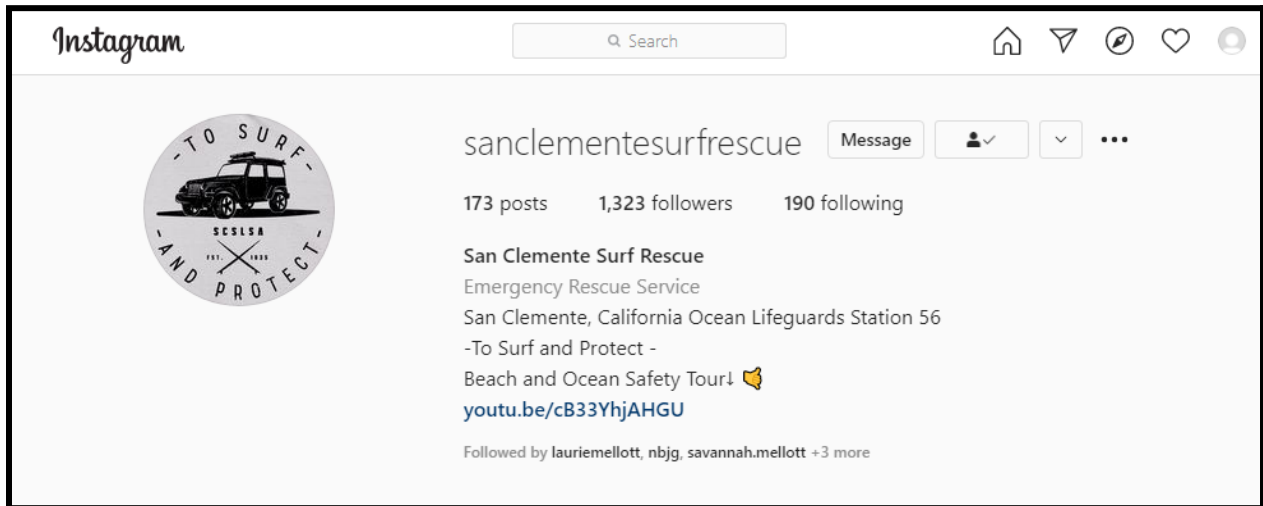 Instagram
Search
sanclementesurfrescue Message
173 posts 1,323 followers 190 following
-TO SURF-
SCSLSA
EST. 1935
-AND PROTECT-
San Clemente Surf Rescue
Emergency Rescue Service
San Clemente, California Ocean Lifeguards Station 56
-To Surf and Protect -
Beach and Ocean Safety Tour↓ 🤙
youtu.be/cB33YhjAHGU
Followed by lauriemellott, nbjg, savannah.mellott +3 more